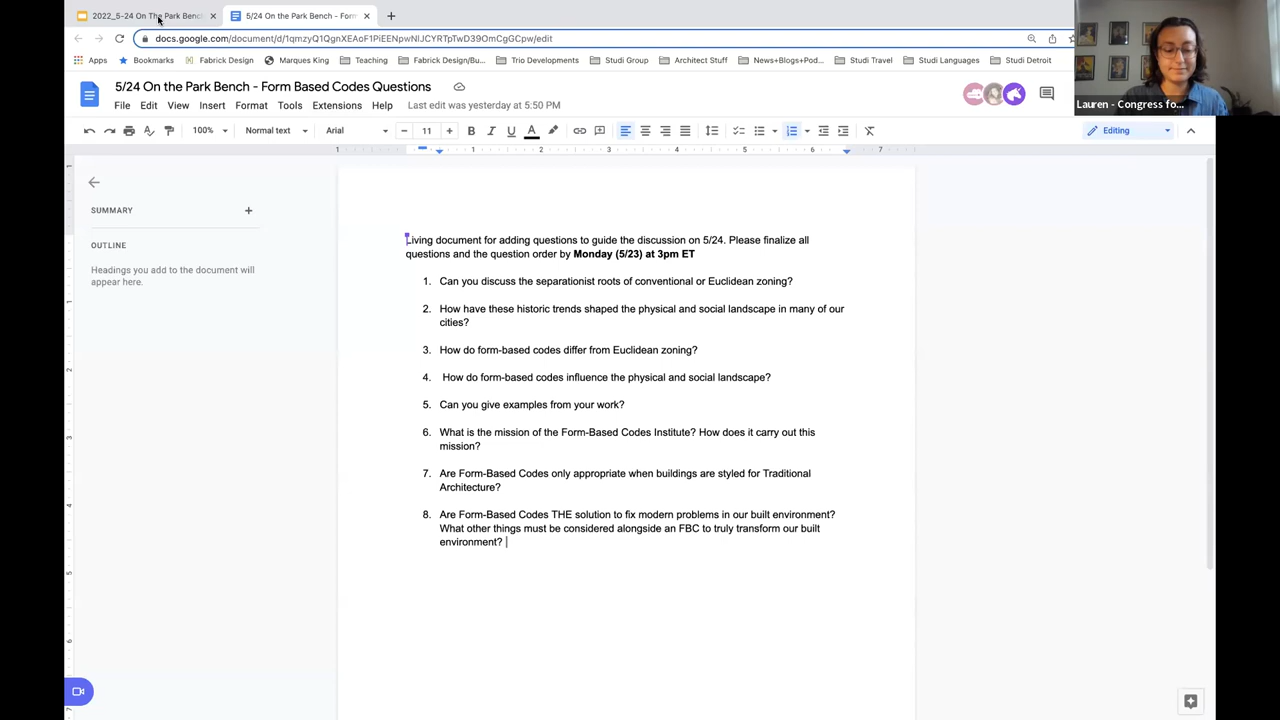 2022_5-24 On The Park Bench
5/24 On the Park Bench - Form
docs.google.com/document/d/1qmzyQ1QgnXEAoF1PiEENpwNlJCYRTpTwD39OmCgGCpw/edit
Apps Bookmarks Fabrick Design Marques King Teaching Fabrick Design/Bu... Trio Developments Studi Group Architect Stuff News+Blogs+Pod... Studi Travel Studi Languages Studi Detroit
5/24 On the Park Bench - Form Based Codes Questions
File Edit View Insert Format Tools Extensions Help Last edit was yesterday at 5:50 PM
Lauren - Congress fo...
100% Normal text Arial 11 B I U A Editing
1 1 2 3 4 5 6 7
SUMMARY
OUTLINE
Headings you add to the document will
appear here.
Living document for adding questions to guide the discussion on 5/24. Please finalize all
questions and the question order by Monday (5/23) at 3pm ET
1. Can you discuss the separationist roots of conventional or Euclidean zoning?
2. How have these historic trends shaped the physical and social landscape in many of our
cities?
3. How do form-based codes differ from Euclidean zoning?
4. How do form-based codes influence the physical and social landscape?
5. Can you give examples from your work?
6. What is the mission of the Form-Based Codes Institute? How does it carry out this
mission?
7. Are Form-Based Codes only appropriate when buildings are styled for Traditional
Architecture?
8. Are Form-Based Codes THE solution to fix modern problems in our built environment?
What other things must be considered alongside an FBC to truly transform our built
environment?